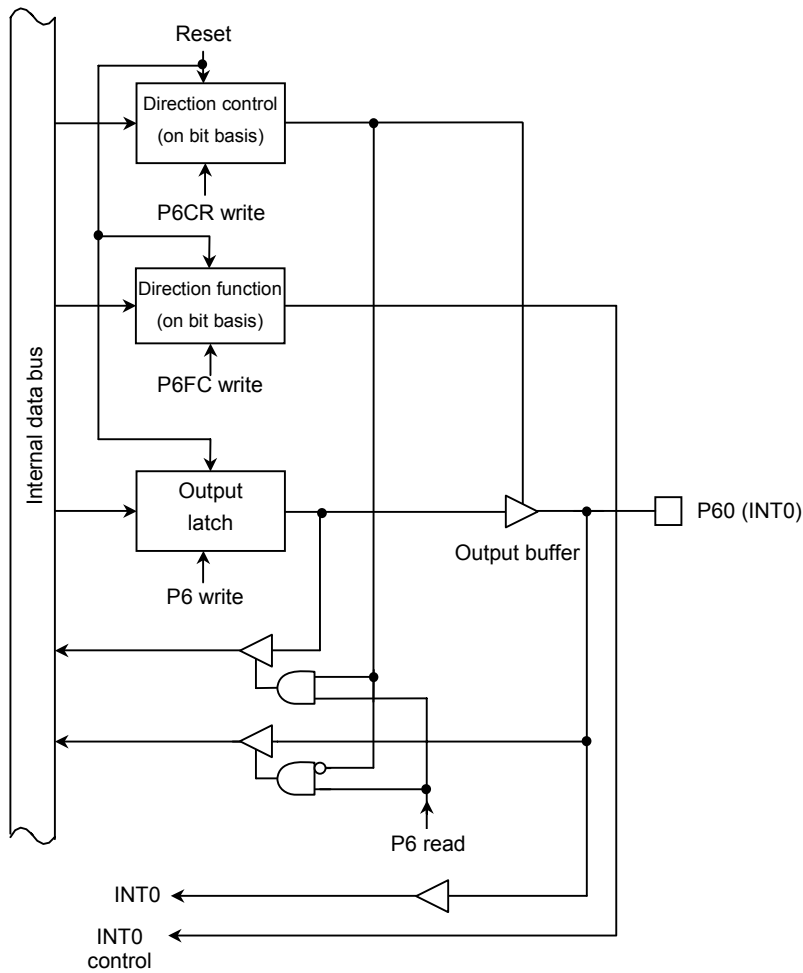 Reset
Direction control
(on bit basis)
P6CR write
Direction function
(on bit basis)
P6FC write
Internal data bus
Output
latch
P60 (INT0)
Output buffer
P6 write
P6 read
INT0
INT0
control